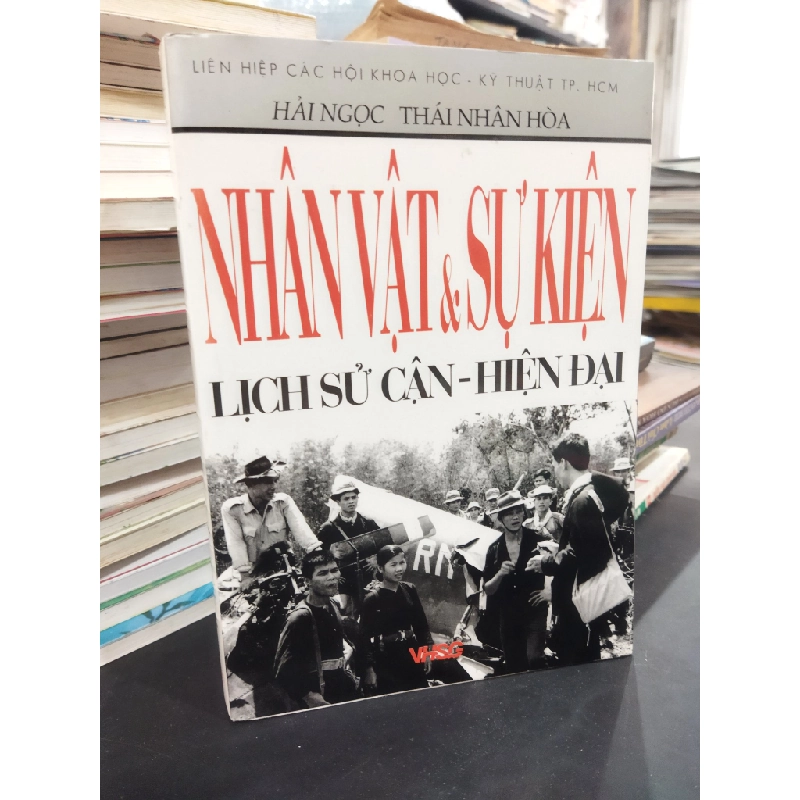 LIÊN HIỆP CÁC HỘI KHOA HỌC - KỸ THUẬT TP. HCM
HẢI NGỌC THÁI NHÂN HÒA
NHÂN VẬT & SỰ KIỆN
LỊCH SỬ CẬN-HIỆN ĐẠI
RM
VHSG